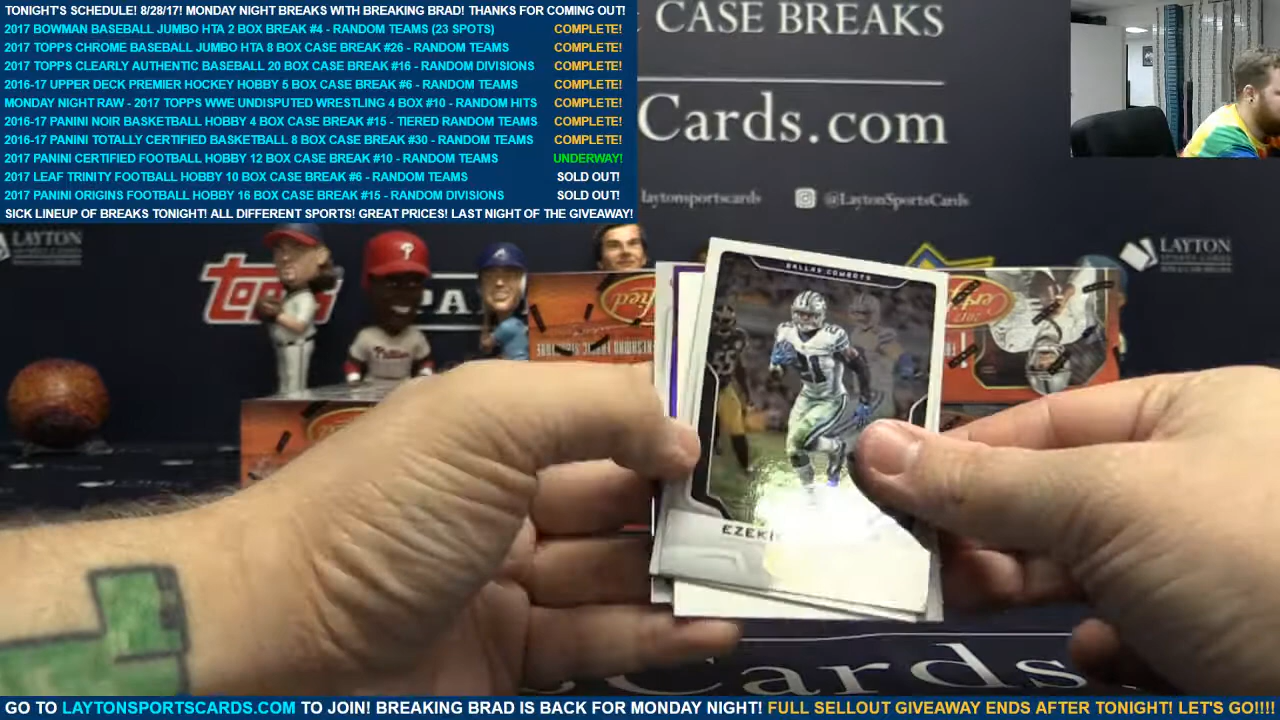 TONIGHT'S SCHEDULE! 8/28/17! MONDAY NIGHT BREAKS WITH BREAKING BRAD! THANKS FOR COMING OUT!
2017 BOWMAN BASEBALL JUMBO HTA 2 BOX BREAK #4 - RANDOM TEAMS (23 SPOTS) COMPLETE!
2017 TOPPS CHROME BASEBALL JUMBO HTA 8 BOX CASE BREAK #26 - RANDOM TEAMS COMPLETE!
2017 TOPPS CLEARLY AUTHENTIC BASEBALL 20 BOX CASE BREAK #16 - RANDOM DIVISIONS COMPLETE!
2016-17 UPPER DECK PREMIER HOCKEY HOBBY 5 BOX CASE BREAK #6 - RANDOM TEAMS COMPLETE!
MONDAY NIGHT RAW - 2017 TOPPS WWE UNDISPUTED WRESTLING 4 BOX #10 - RANDOM HITS COMPLETE!
2016-17 PANINI NOIR BASKETBALL HOBBY 4 BOX CASE BREAK #15 - TIERED RANDOM TEAMS COMPLETE!
2016-17 PANINI TOTALLY CERTIFIED BASKETBALL 8 BOX CASE BREAK #30 - RANDOM TEAMS COMPLETE!
2017 PANINI CERTIFIED FOOTBALL HOBBY 12 BOX CASE BREAK #10 - RANDOM TEAMS UNDERWAY!
2017 LEAF TRINITY FOOTBALL HOBBY 10 BOX CASE BREAK #6 - RANDOM TEAMS SOLD OUT!
2017 PANINI ORIGINS FOOTBALL HOBBY 16 BOX CASE BREAK #15 - RANDOM DIVISIONS SOLD OUT!
SICK LINEUP OF BREAKS TONIGHT! ALL DIFFERENT SPORTS! GREAT PRICES! LAST NIGHT OF THE GIVEAWAY!
CASE BREAKS
Cards.com
laytonsportscards @LaytonSportsCards
LAYTON
LAYTON
Topps
PA
Phillies
DALLAS COWBOYS
21
EZEKI
Cards
GO TO LAYTONSPORTSCARDS.COM TO JOIN! BREAKING BRAD IS BACK FOR MONDAY NIGHT! FULL SELLOUT GIVEAWAY ENDS AFTER TONIGHT! LET'S GO!!!!